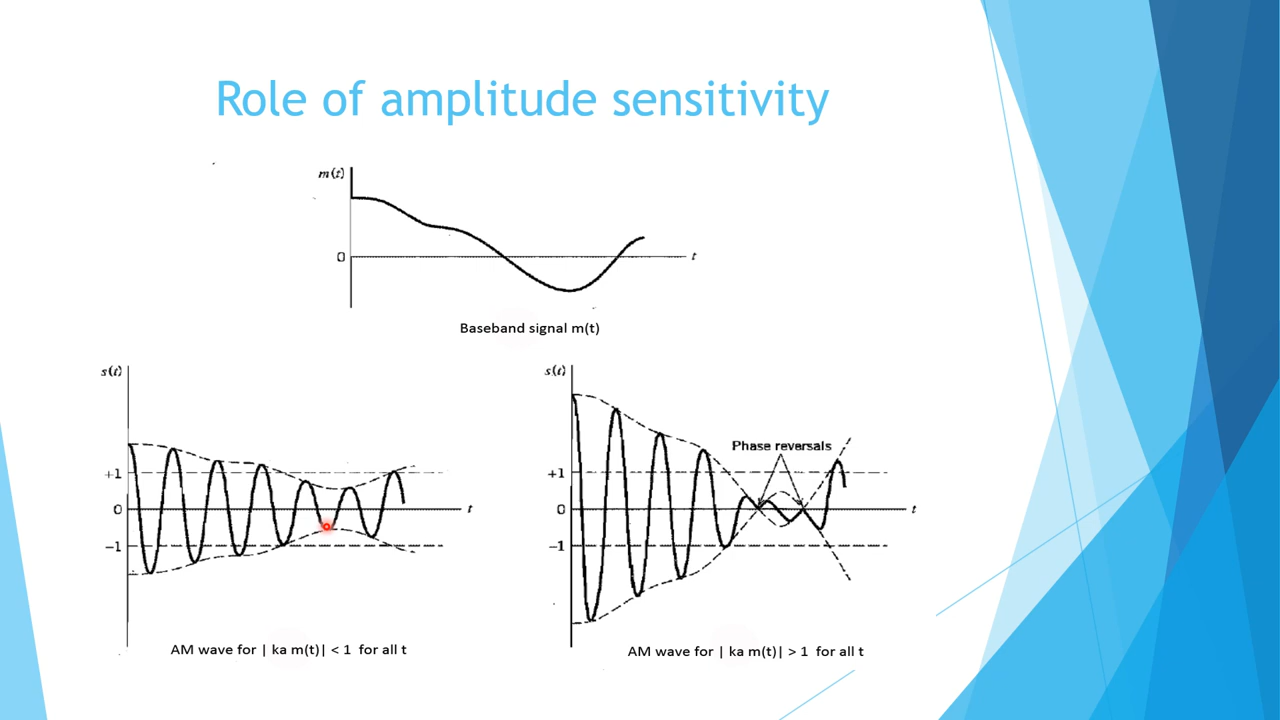 Role of amplitude sensitivity
m(t)
0
t
Baseband signal m(t)
s(t)
+1
0
t
−1
AM wave for | ka m(t)| < 1 for all t
s(t)
Phase reversals
+1
0
t
−1
AM wave for | ka m(t)| > 1 for all t